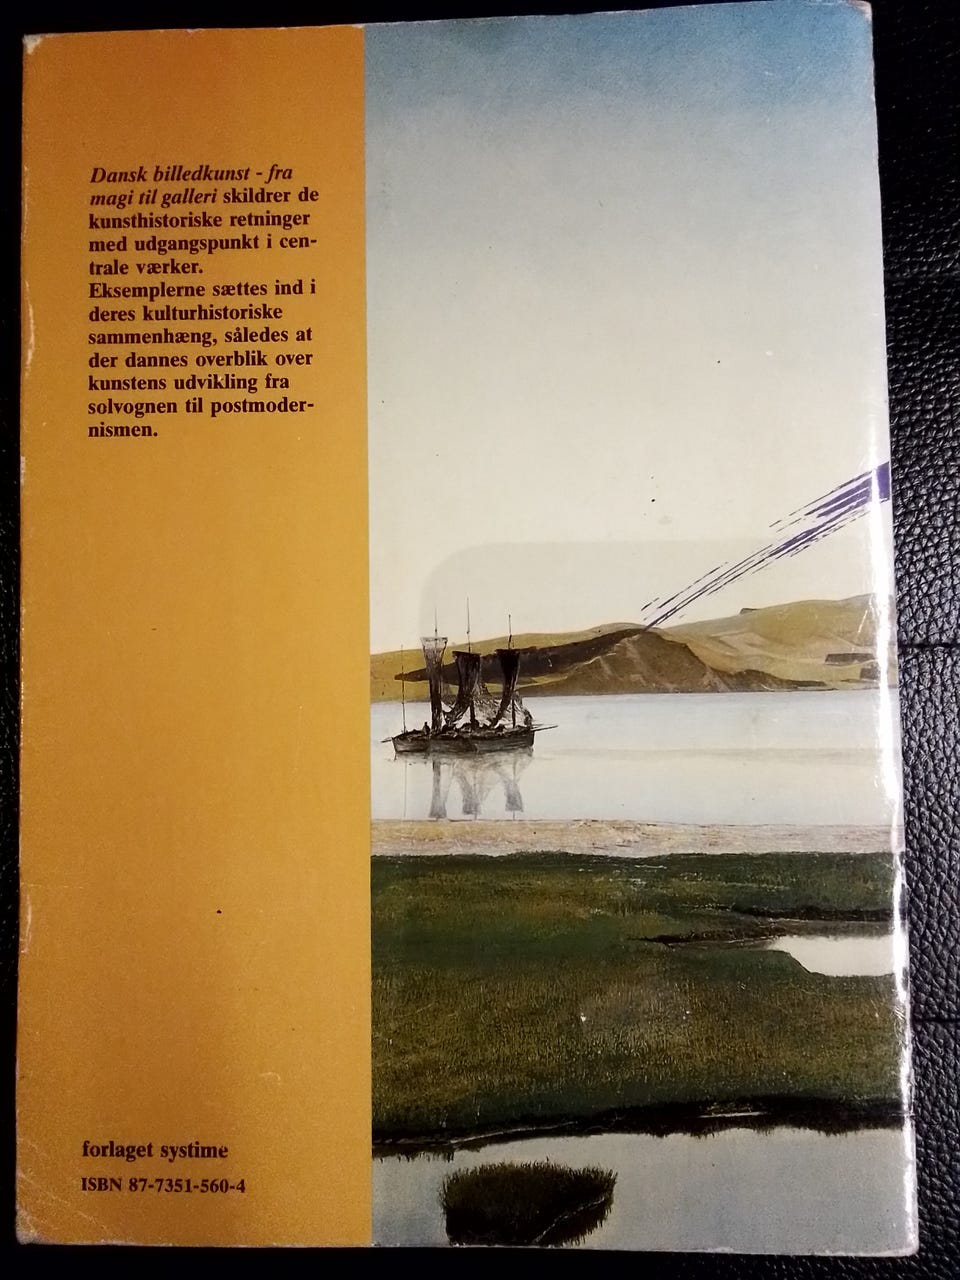 Dansk billedkunst - fra
magi til galleri skildrer de
kunsthistoriske retninger
med udgangspunkt i cen-
trale værker.
Eksemplerne sættes ind i
deres kulturhistoriske
sammenhæng, således at
der dannes overblik over
kunstens udvikling fra
solvognen til postmoder-
nismen.
forlaget systime
ISBN 87-7351-560-4